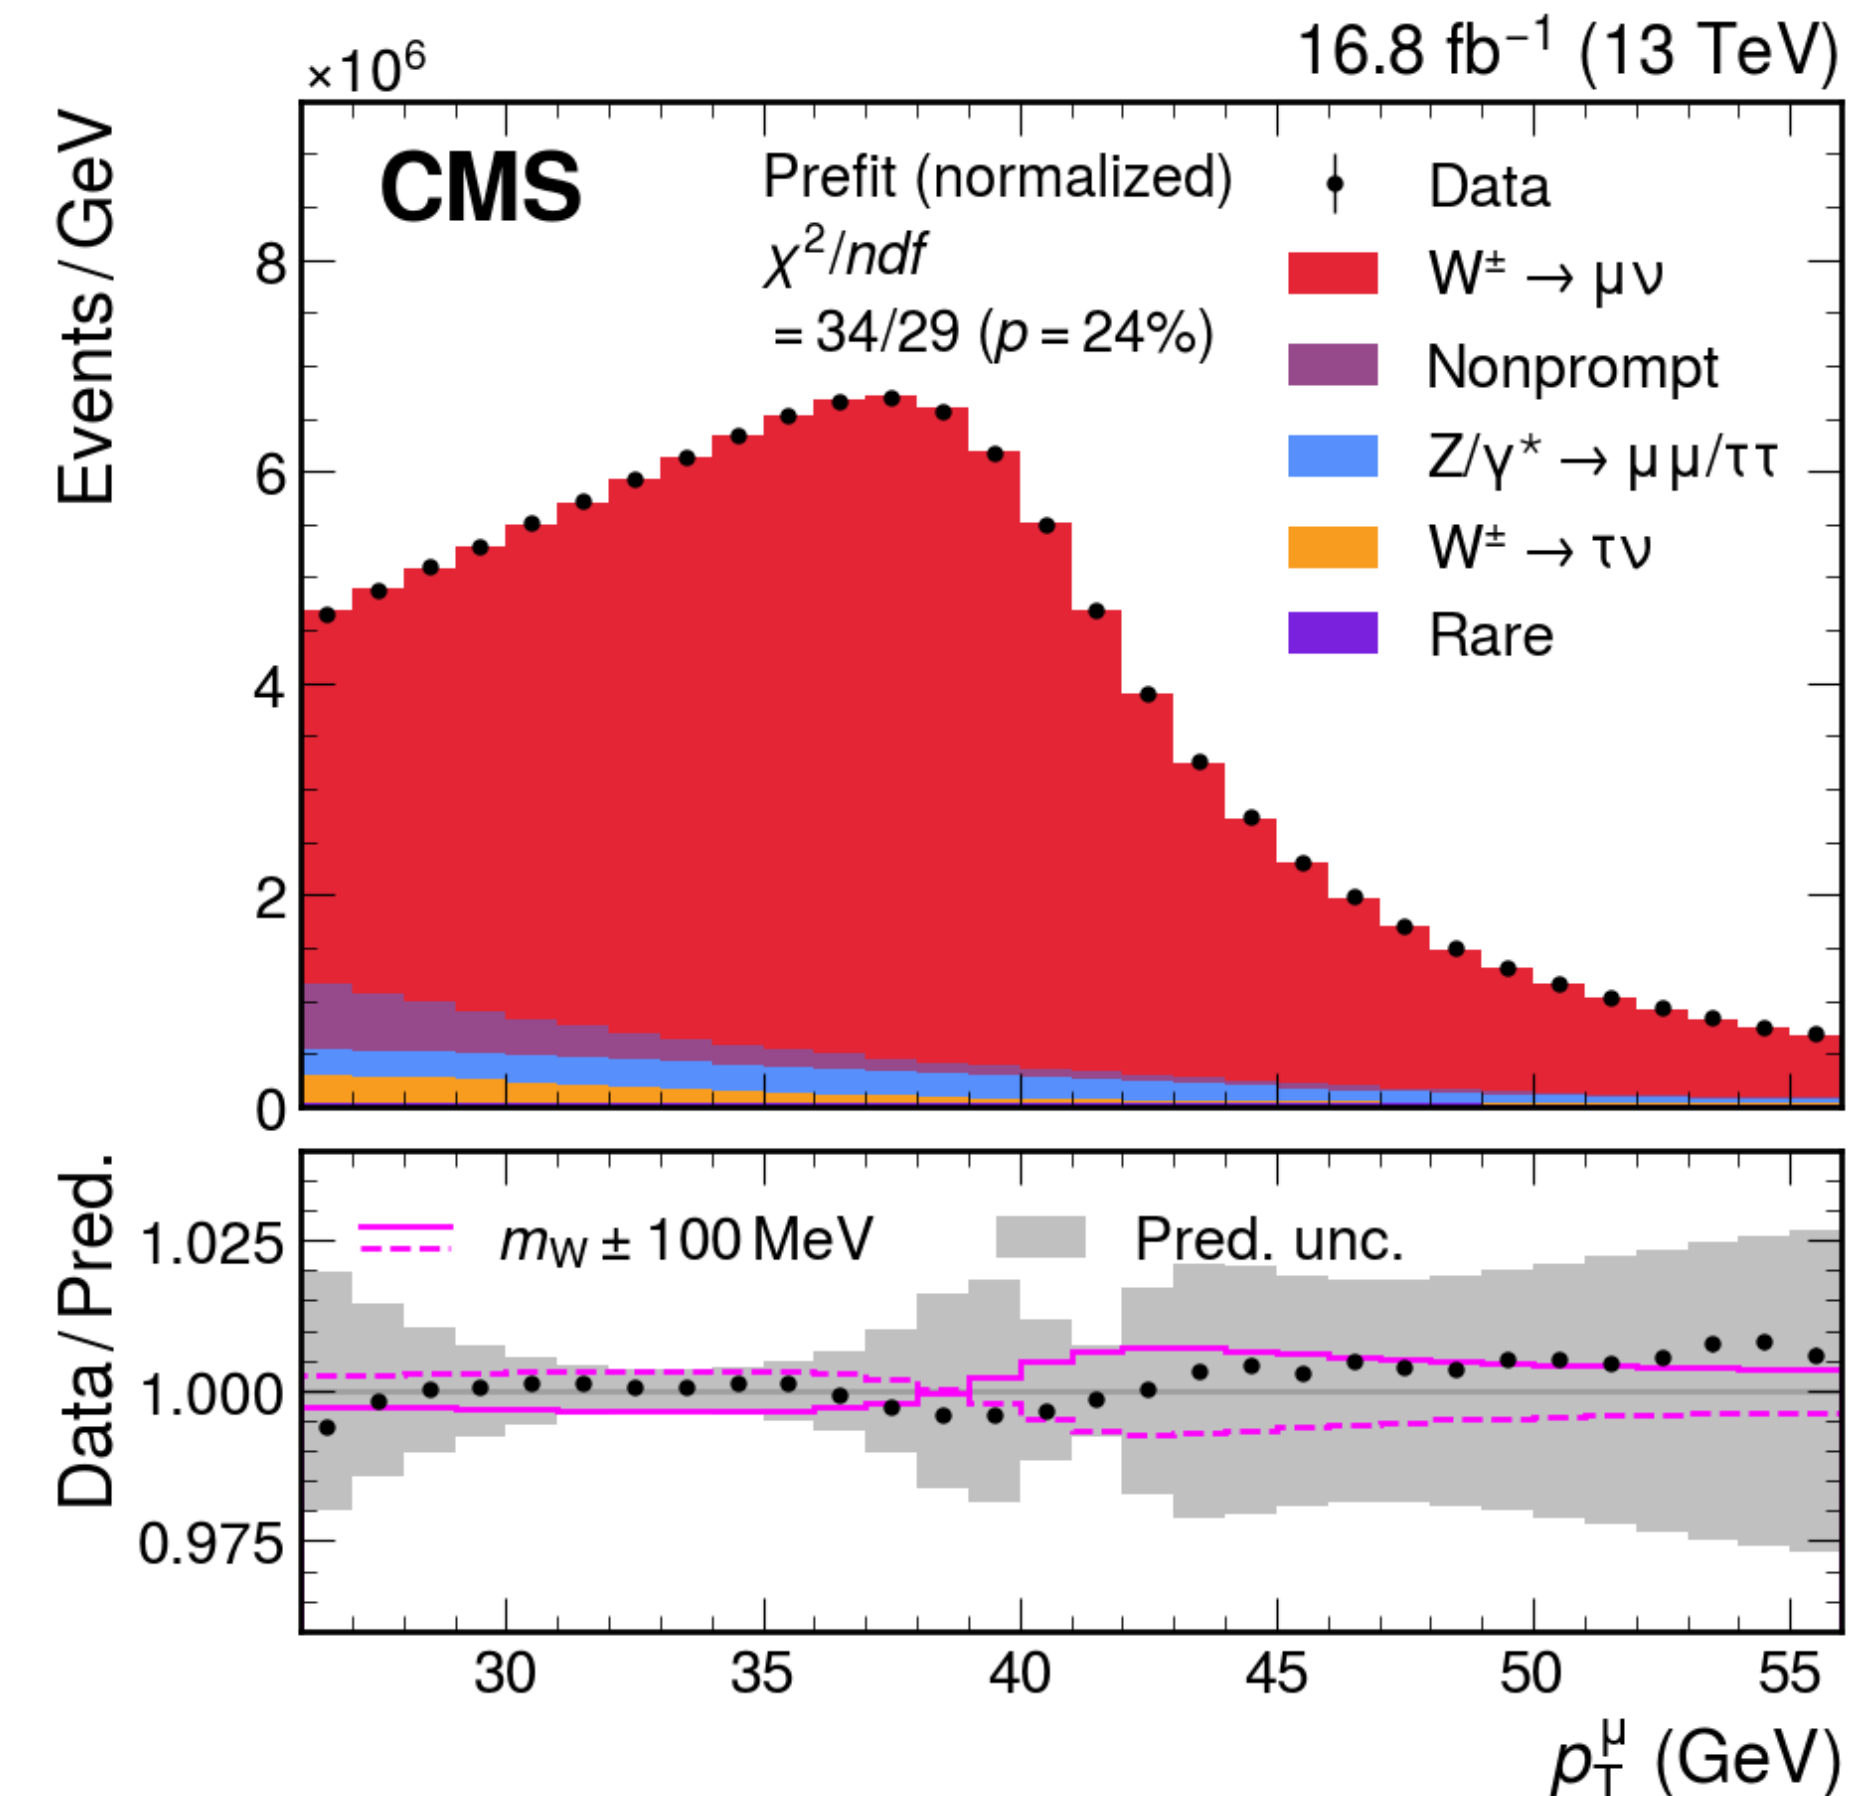 ×10⁶
16.8 fb⁻¹ (13 TeV)
Events / GeV
CMS
Prefit (normalized)
χ²/ndf
= 34/29 (p = 24%)
Data
W± → μν
Nonprompt
Z/γ* → μμ/ττ
W± → τν
Rare
8
6
4
2
0
Data / Pred.
m_W ± 100 MeV
Pred. unc.
1.025
1.000
0.975
30 35 40 45 50 55
p_T^μ (GeV)